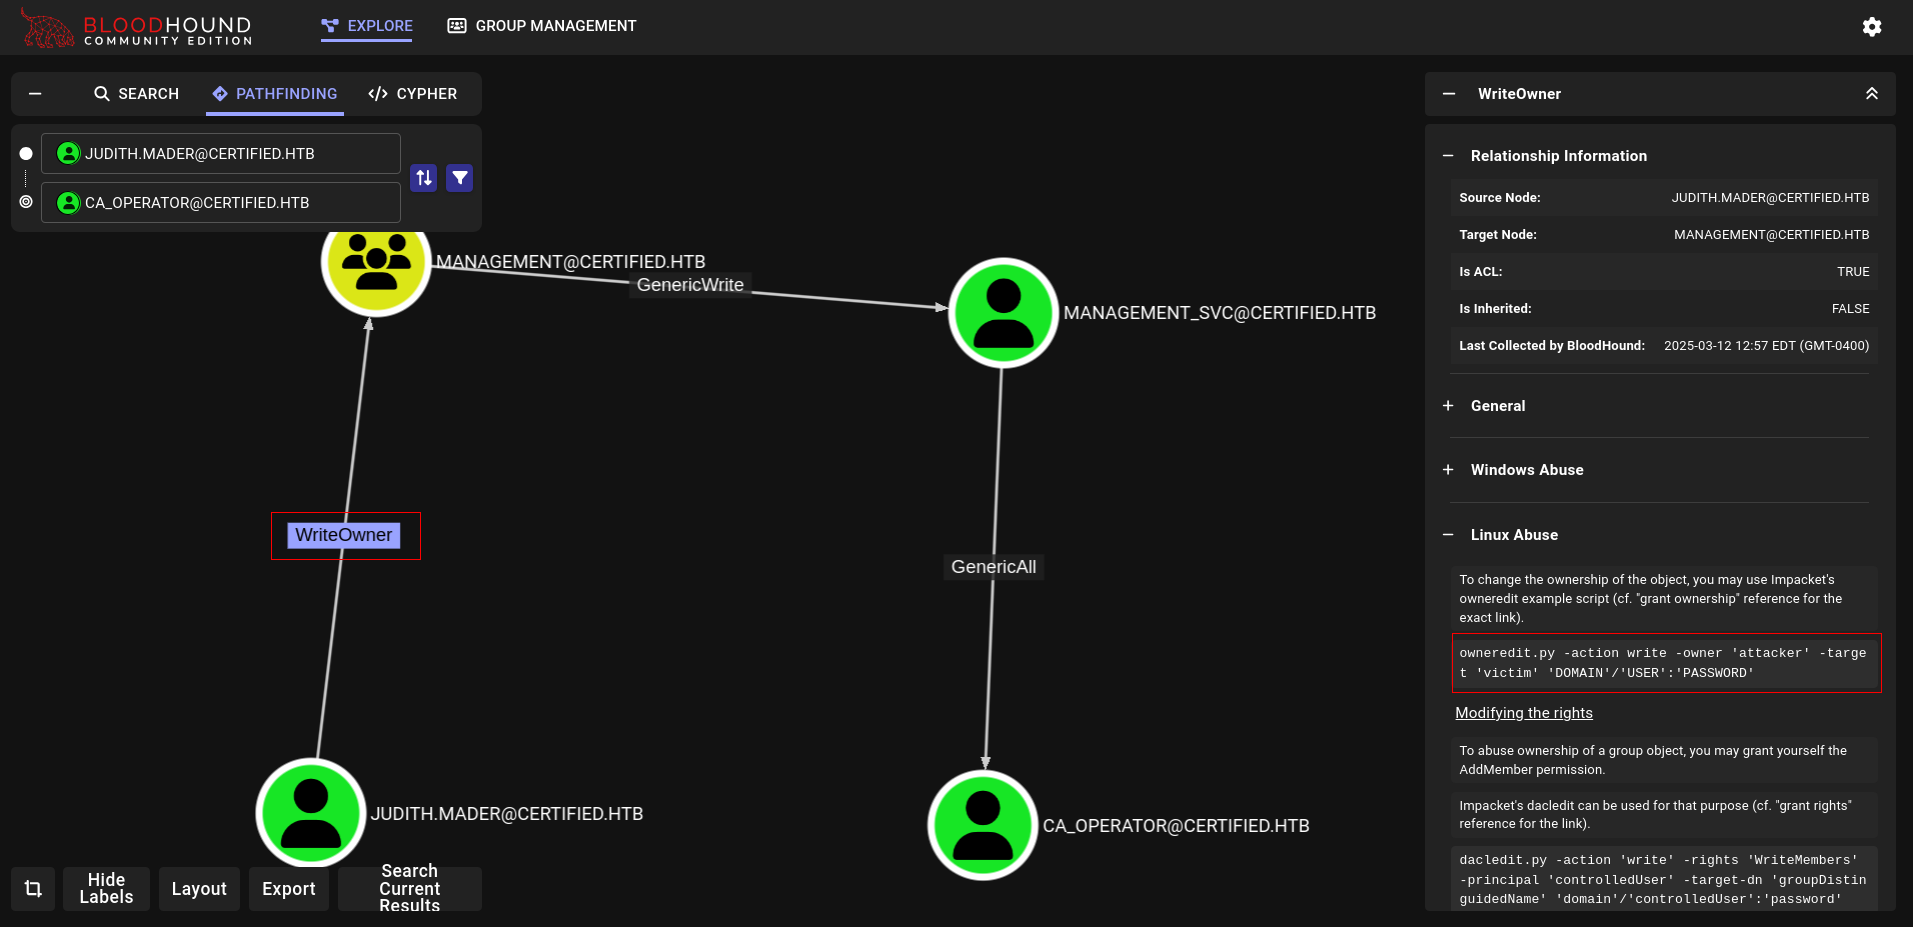 BLOODHOUND
COMMUNITY EDITION
EXPLORE
GROUP MANAGEMENT
SEARCH
PATHFINDING
CYPHER
JUDITH.MADER@CERTIFIED.HTB
CA_OPERATOR@CERTIFIED.HTB
MANAGEMENT@CERTIFIED.HTB
GenericWrite
MANAGEMENT_SVC@CERTIFIED.HTB
WriteOwner
GenericAll
JUDITH.MADER@CERTIFIED.HTB
CA_OPERATOR@CERTIFIED.HTB
Hide
Labels
Layout
Export
Search
Current
Results
WriteOwner
Relationship Information
Source Node: JUDITH.MADER@CERTIFIED.HTB
Target Node: MANAGEMENT@CERTIFIED.HTB
Is ACL: TRUE
Is Inherited: FALSE
Last Collected by BloodHound: 2025-03-12 12:57 EDT (GMT-0400)
General
Windows Abuse
Linux Abuse
To change the ownership of the object, you may use Impacket's
owneredit example script (cf. "grant ownership" reference for the
exact link).
owneredit.py -action write -owner 'attacker' -targe
t 'victim' 'DOMAIN'/'USER':'PASSWORD'
Modifying the rights
To abuse ownership of a group object, you may grant yourself the
AddMember permission.
Impacket's dacledit can be used for that purpose (cf. "grant rights"
reference for the link).
dacledit.py -action 'write' -rights 'WriteMembers'
-principal 'controlledUser' -target-dn 'groupDistin
guidedName' 'domain'/'controlledUser':'password'